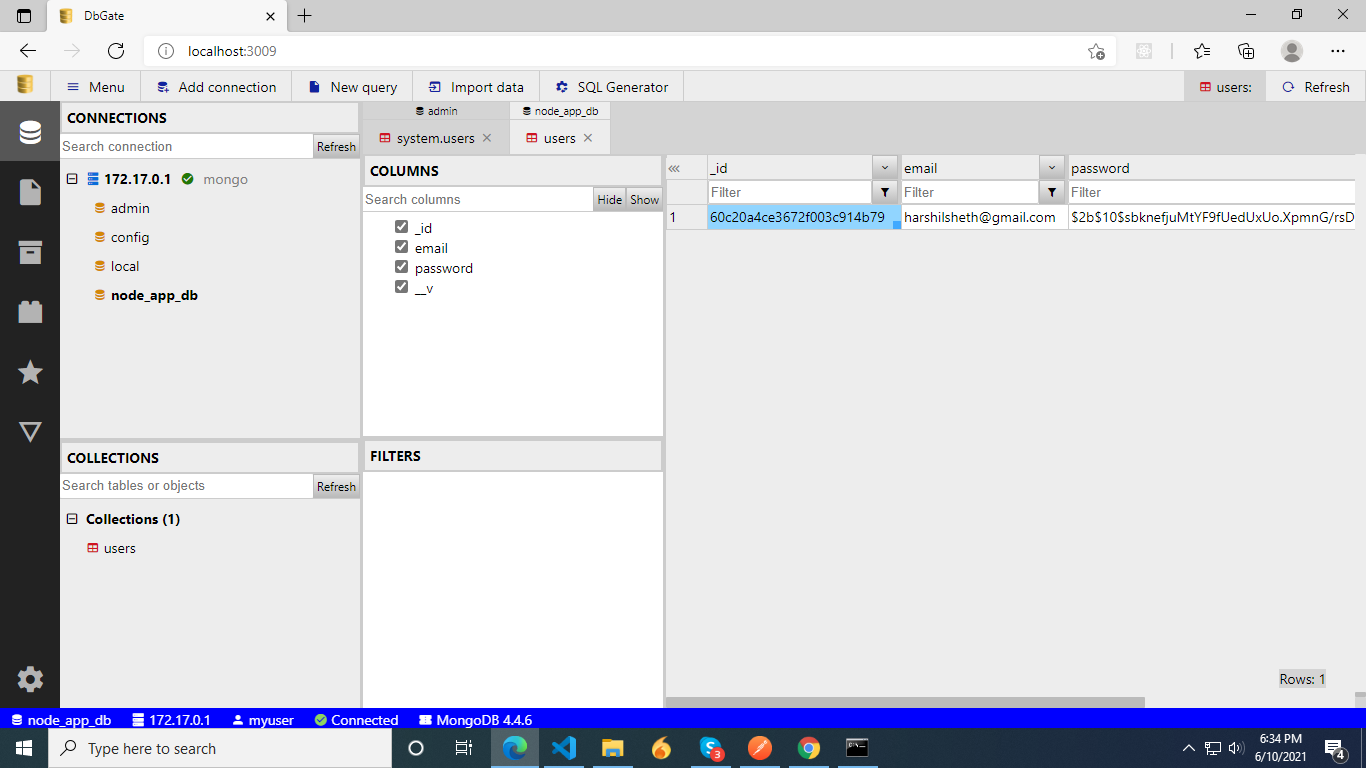 DbGate
localhost:3009
Menu
Add connection
New query
Import data
SQL Generator
users:
Refresh
CONNECTIONS
Search connection
Refresh
172.17.0.1 mongo
admin
config
local
node_app_db
COLLECTIONS
Search tables or objects
Refresh
Collections (1)
users
admin
node_app_db
system.users
users
COLUMNS
Search columns
Hide
Show
_id
email
password
__v
FILTERS
_id
email
password
Filter
Filter
Filter
1
60c20a4ce3672f003c914b79
harshilsheth@gmail.com
$2b$10$sbknefjuMtYF9fUedUxUo.XpmnG/rsD
Rows: 1
node_app_db
172.17.0.1
myuser
Connected
MongoDB 4.4.6
Type here to search
3
6:34 PM
6/10/2021
4